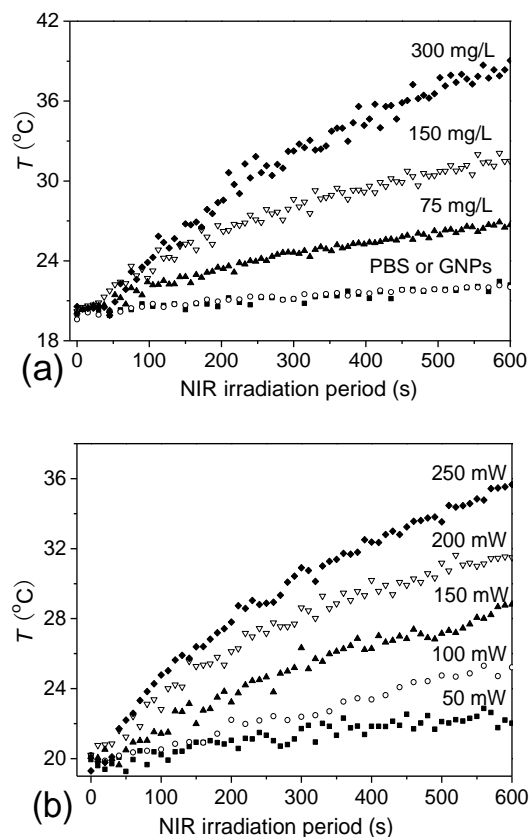 42
300 mg/L
36
150 mg/L
T (°C)
30
75 mg/L
24
PBS or GNPs
18
0 100 200 300 400 500 600
(a)
NIR irradiation period (s)
36
250 mW
200 mW
32
150 mW
T (°C)
28
100 mW
24
50 mW
20
0 100 200 300 400 500 600
(b)
NIR irradiation period (s)